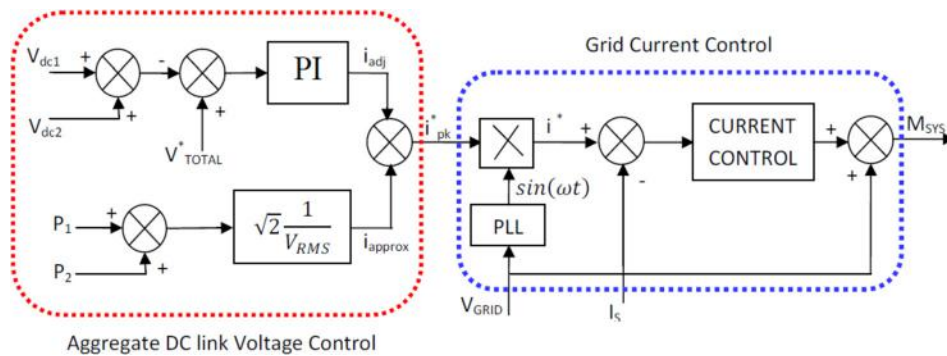 Grid Current Control
V_dc1
+
-
PI
i_adj
+
V_dc2
+
V*_TOTAL
i*_pk
i*
+
CURRENT CONTROL
+
M_SYS
-
+
sin(ωt)
P_1
+
√2 1/V_RMS
PLL
P_2
+
i_approx
V_GRID
I_S
Aggregate DC link Voltage Control